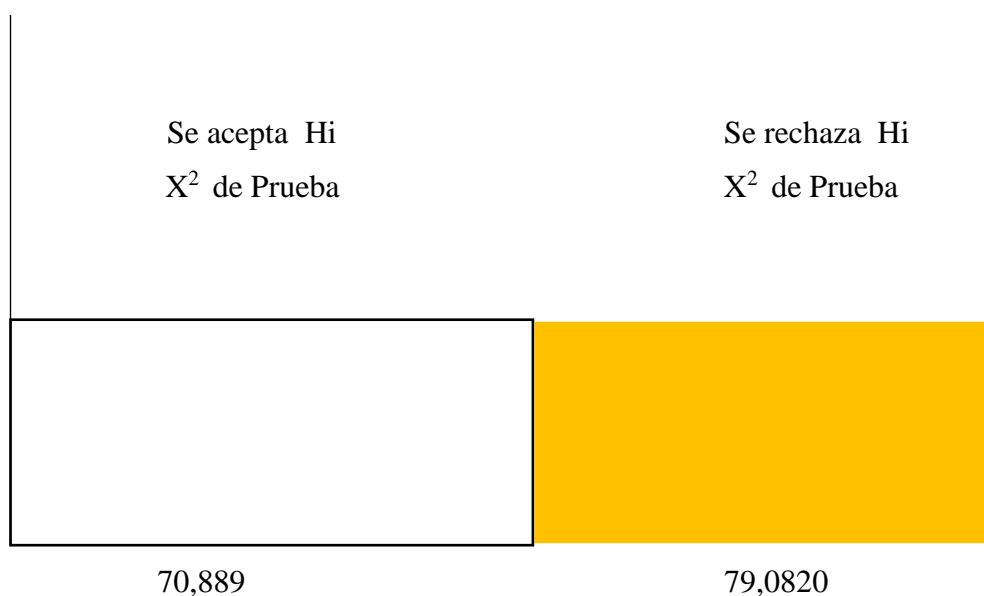 Se acepta Hi
X² de Prueba
Se rechaza Hi
X² de Prueba
70,889
79,0820